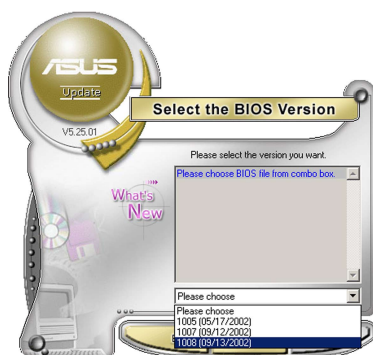 ASUS
Update
V5.25.01
Select the BIOS Version
Please select the version you want.
What's
New
Please choose BIOS file from combo box.
Please choose
Please choose
1005 (05/17/2002)
1007 (09/12/2002)
1008 (09/13/2002)